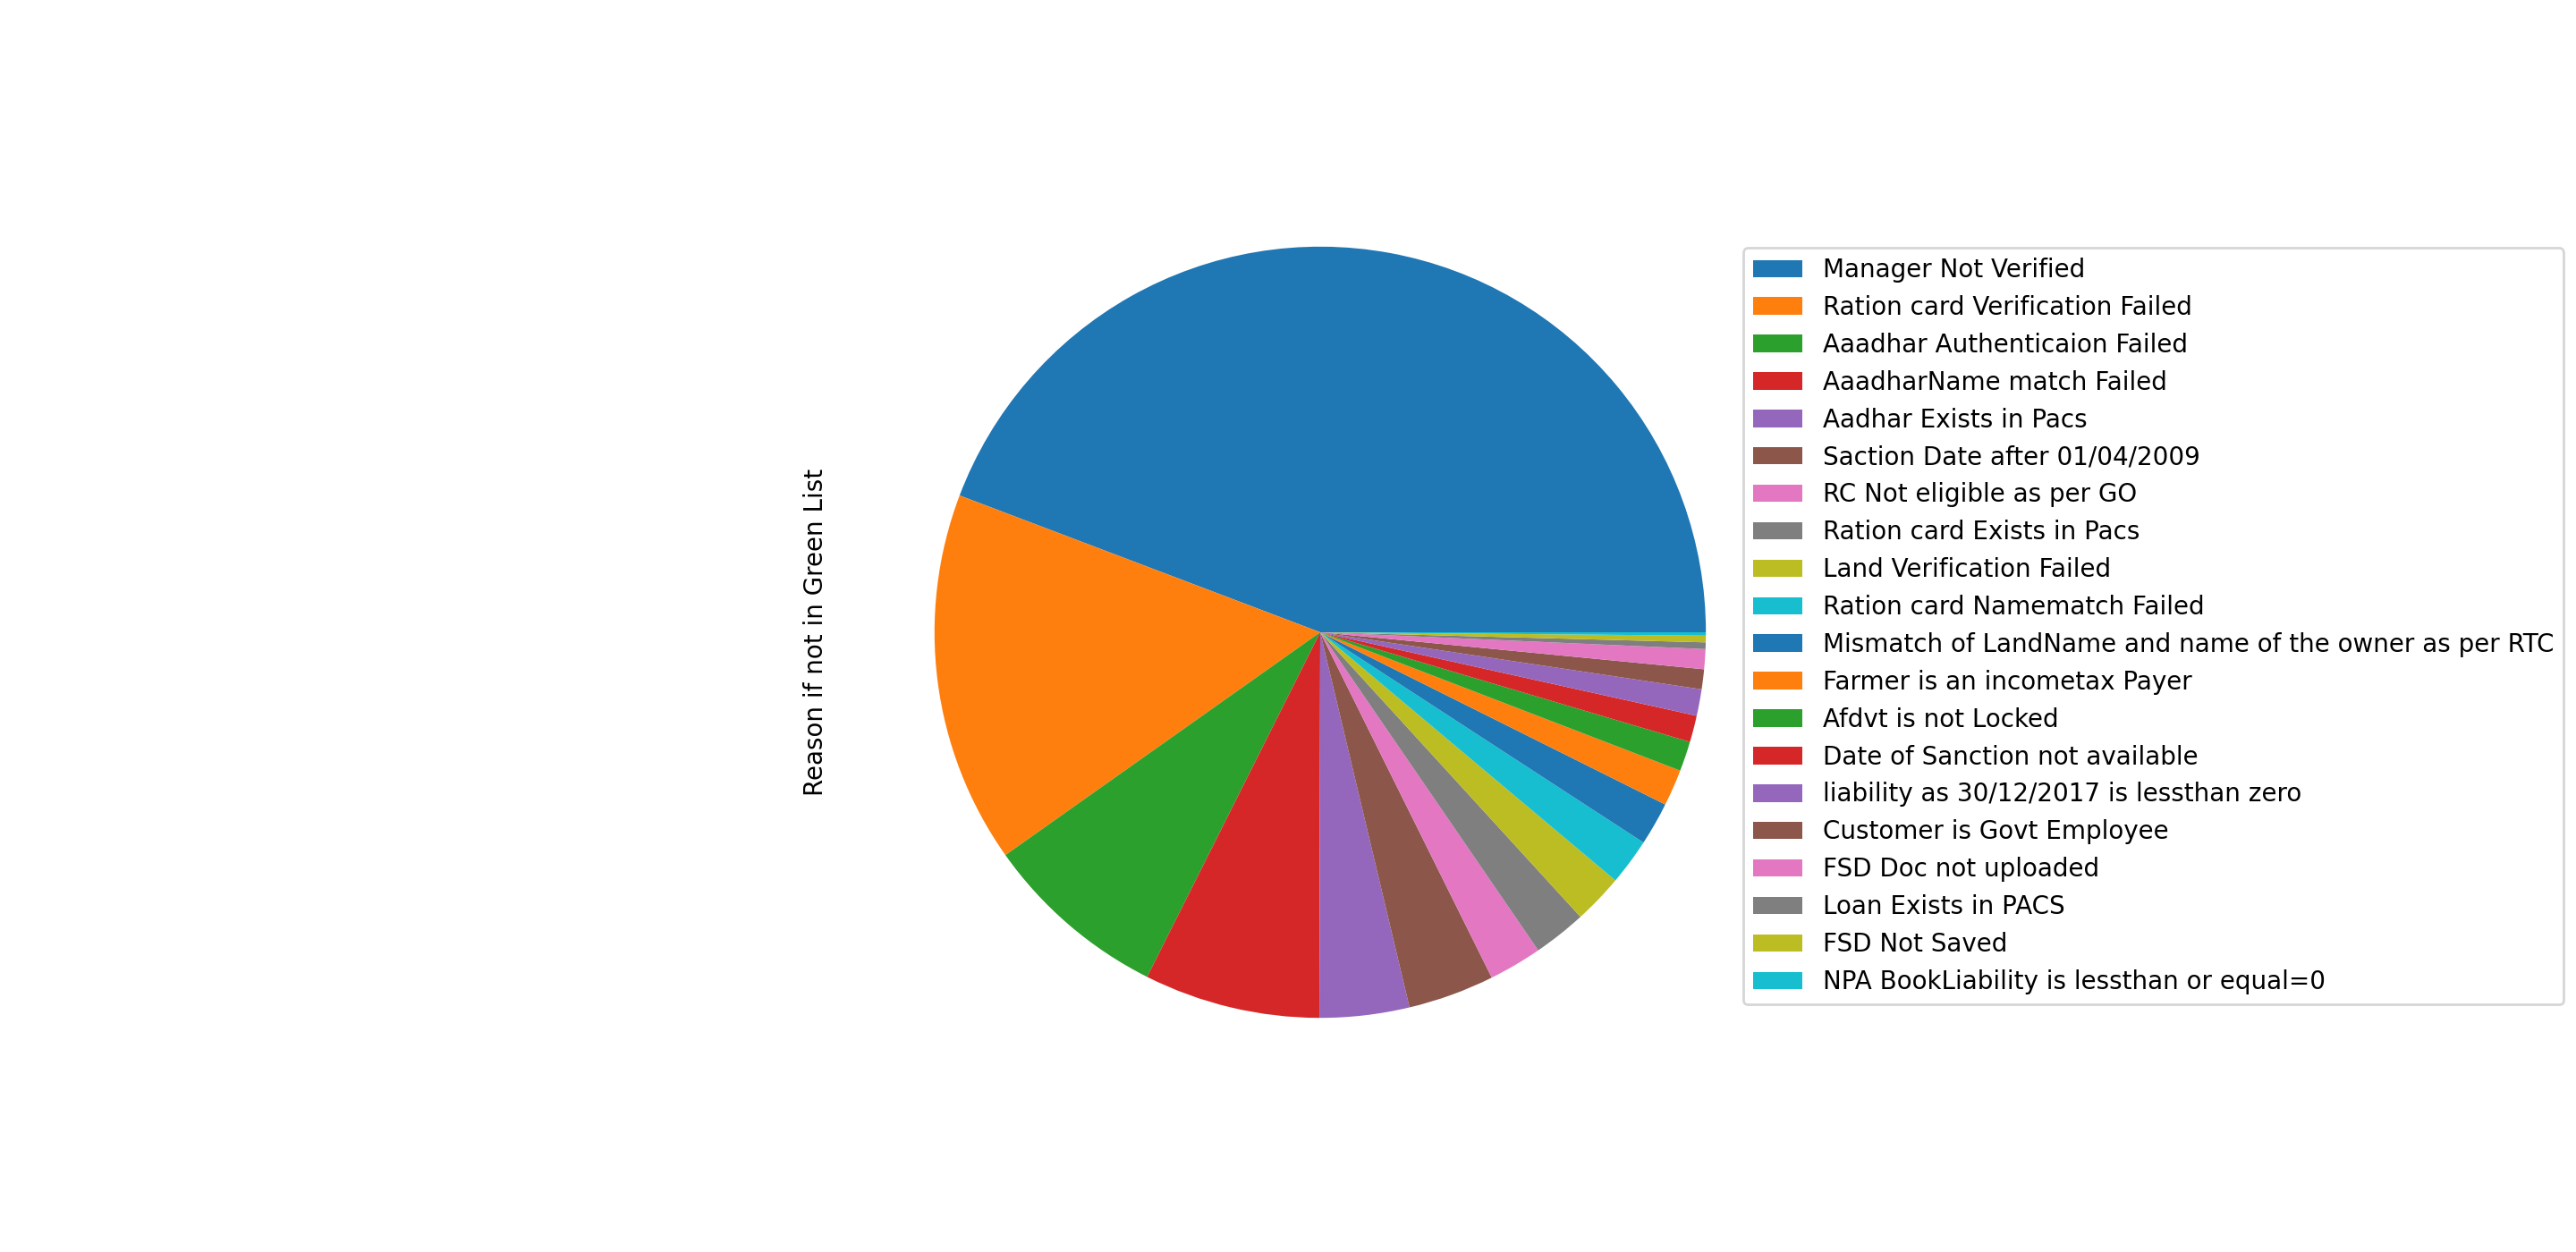 Reason if not in Green List
Manager Not Verified
Ration card Verification Failed
Aaadhar Authenticaion Failed
AaadharName match Failed
Aadhar Exists in Pacs
Saction Date after 01/04/2009
RC Not eligible as per GO
Ration card Exists in Pacs
Land Verification Failed
Ration card Namematch Failed
Mismatch of LandName and name of the owner as per RTC
Farmer is an incometax Payer
Afdvt is not Locked
Date of Sanction not available
liability as 30/12/2017 is lessthan zero
Customer is Govt Employee
FSD Doc not uploaded
Loan Exists in PACS
FSD Not Saved
NPA BookLiability is lessthan or equal=0